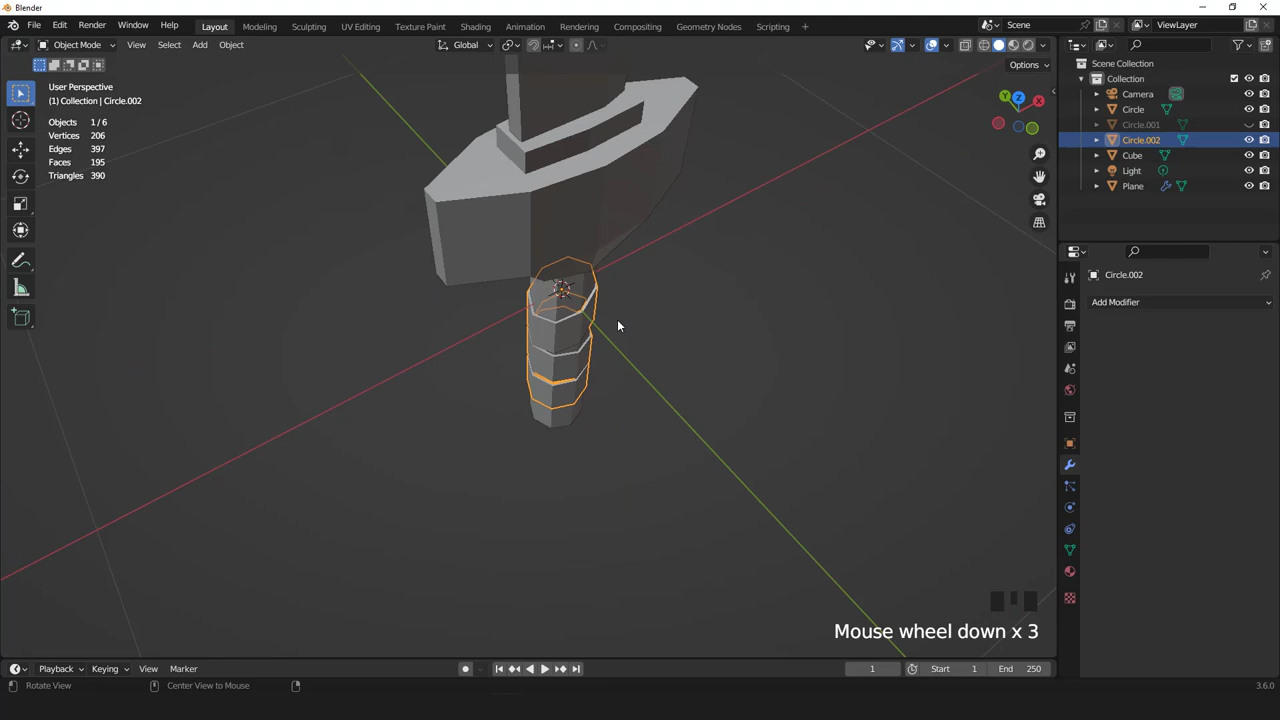 Blender
File Edit Render Window Help
Layout Modeling Sculpting UV Editing Texture Paint Shading Animation Rendering Compositing Geometry Nodes Scripting +
Scene
ViewLayer
Object Mode View Select Add Object
Global
Options
User Perspective
(1) Collection | Circle.002
Objects 1 / 6
Vertices 206
Edges 397
Faces 195
Triangles 390
Y Z X
Scene Collection
Collection
Camera
Circle
Circle.001
Circle.002
Cube
Light
Plane
Circle.002
Add Modifier
Mouse wheel down x 3
Playback Keying View Marker
1 Start 1 End 250
Rotate View Center View to Mouse
3.6.0